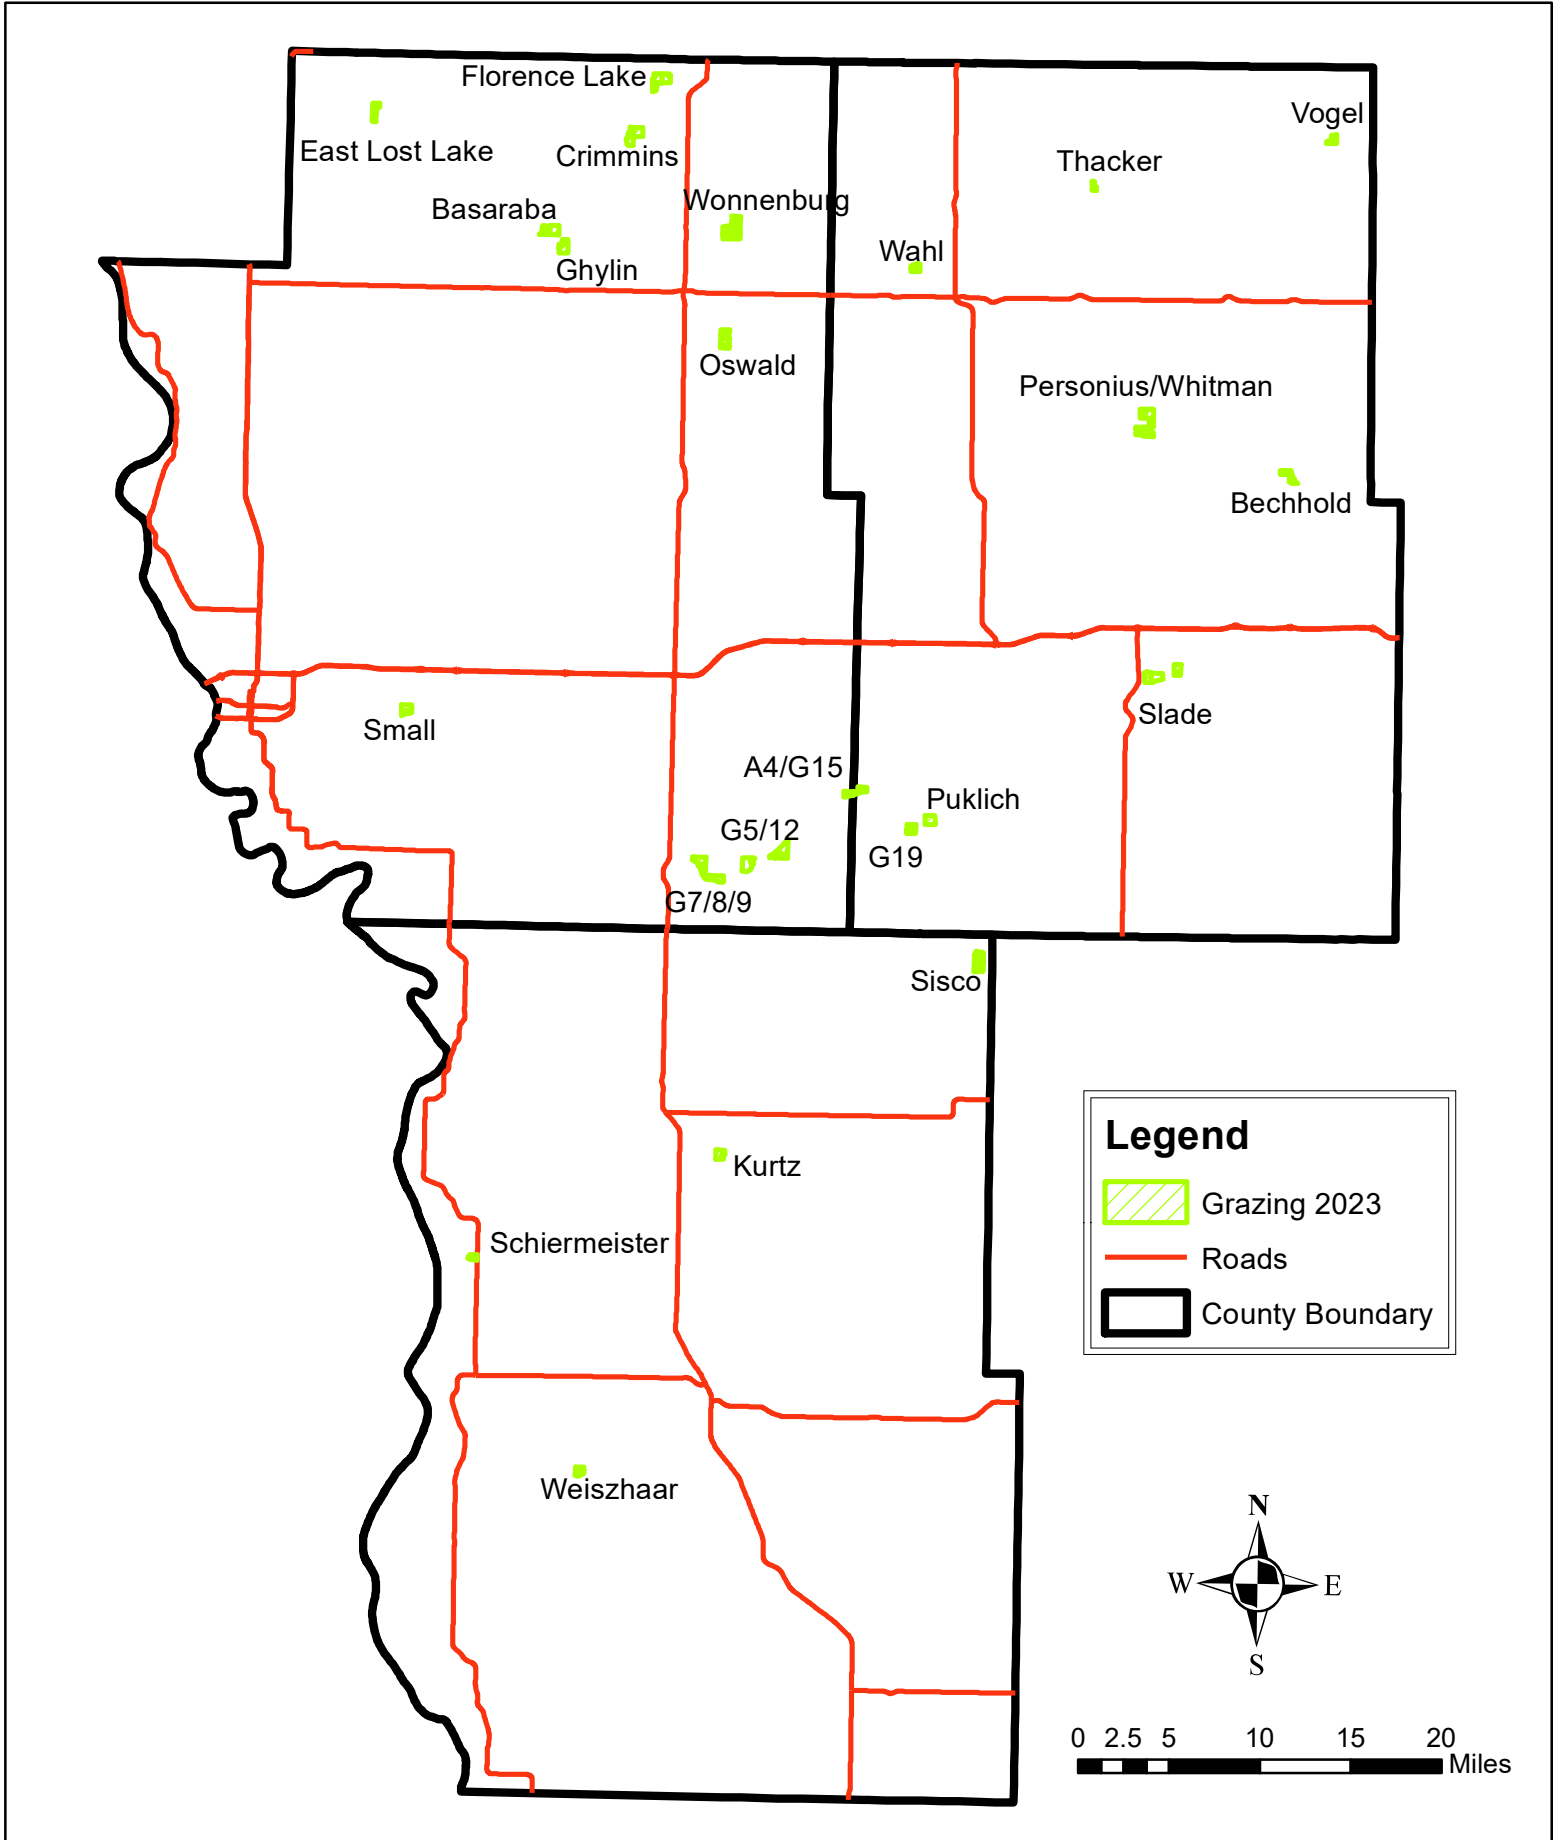 Florence Lake
Vogel
East Lost Lake
Crimmins
Thacker
Wonnenburg
Basaraba
Wahl
Ghylin
Oswald
Personius/Whitman
Bechhold
Small
Slade
A4/G15
Puklich
G5/12
G19
G7/8/9
Sisco
Kurtz
Schiermeister
Weiszhaar
Legend
Grazing 2023
Roads
County Boundary
N
W E
S
0 2.5 5 10 15 20
Miles